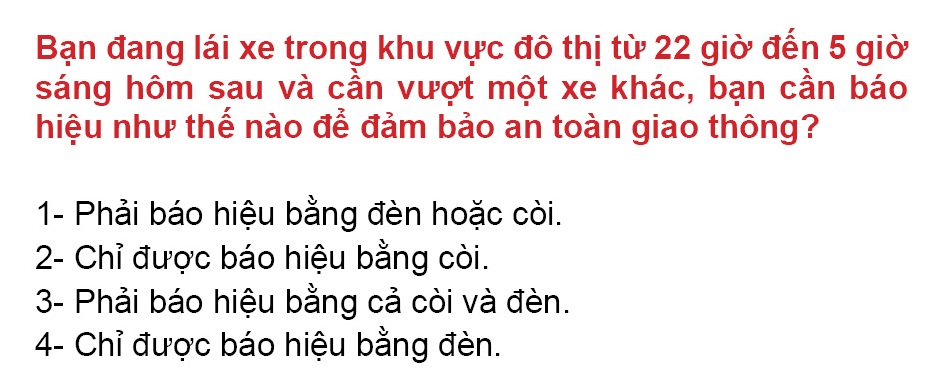 Bạn đang lái xe trong khu vực đô thị từ 22 giờ đến 5 giờ
sáng hôm sau và cần vượt một xe khác, bạn cần báo
hiệu như thế nào để đảm bảo an toàn giao thông?
1- Phải báo hiệu bằng đèn hoặc còi.
2- Chỉ được báo hiệu bằng còi.
3- Phải báo hiệu bằng cả còi và đèn.
4- Chỉ được báo hiệu bằng đèn.